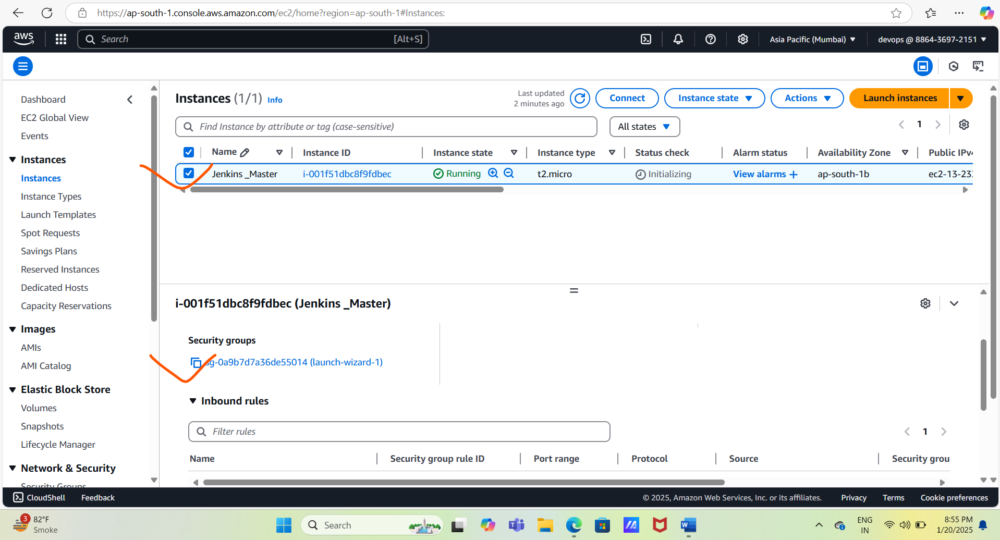 https://ap-south-1.console.aws.amazon.com/ec2/home?region=ap-south-1#Instances:
aws
Search
[Alt+S]
Asia Pacific (Mumbai)
devops @ 8864-3697-2151
Dashboard
EC2 Global View
Events
Instances
Instances
Instance Types
Launch Templates
Spot Requests
Savings Plans
Reserved Instances
Dedicated Hosts
Capacity Reservations
Images
AMIs
AMI Catalog
Elastic Block Store
Volumes
Snapshots
Lifecycle Manager
Network & Security
Security Groups
Instances (1/1) Info
Last updated
2 minutes ago
Connect
Instance state
Actions
Launch instances
Find Instance by attribute or tag (case-sensitive)
All states
1
Name Instance ID Instance state Instance type Status check Alarm status Availability Zone Public IPv4
Jenkins _Master i-001f51dbc8f9fdbec Running t2.micro Initializing View alarms + ap-south-1b ec2-13-233
i-001f51dbc8f9fdbec (Jenkins _Master)
Security groups
sg-0a9b7d7a36de55014 (launch-wizard-1)
Inbound rules
Filter rules
1
Name Security group rule ID Port range Protocol Source Security grou
CloudShell Feedback © 2025, Amazon Web Services, Inc. or its affiliates. Privacy Terms Cookie preferences
3
82°F
Smoke
Search
ENG
IN
8:55 PM
1/20/2025